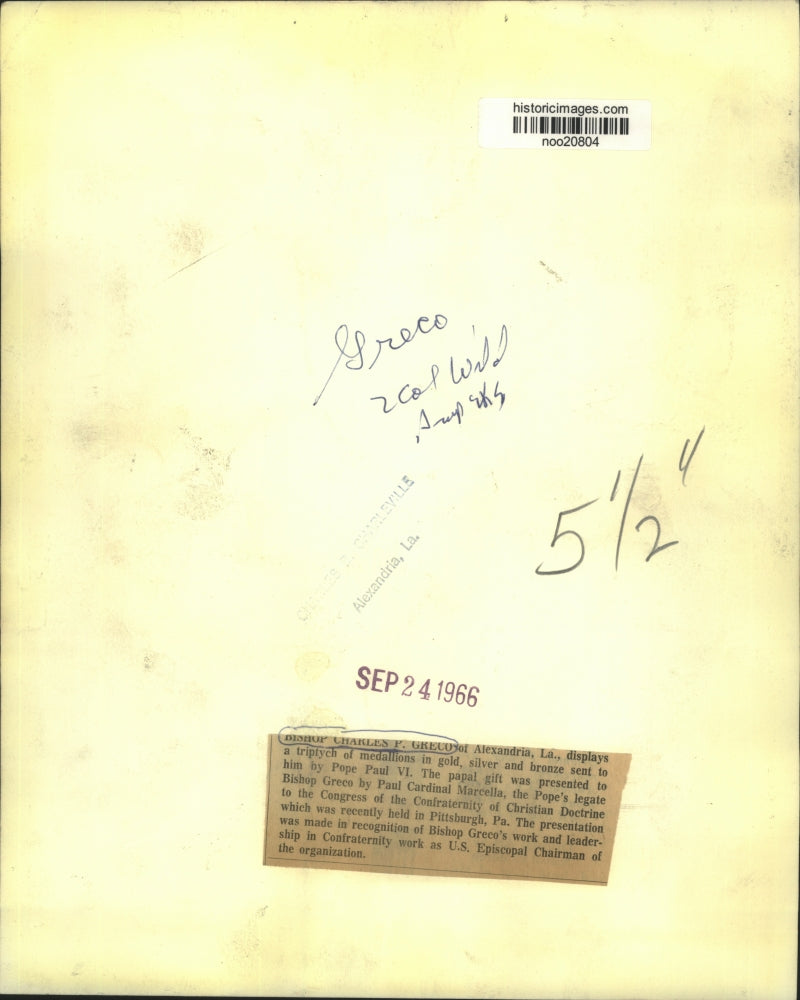 historicimages.com
noo20804
Greco
2 Col Wild
5 1/2"
CHARLES P. CHARLEVILLE
Alexandria, La.
SEP 24 1966
BISHOP CHARLES P. GRECO of Alexandria, La., displays
a triptych of medallions in gold, silver and bronze sent to
him by Pope Paul VI. The papal gift was presented to
Bishop Greco by Paul Cardinal Marcella, the Pope's legate
to the Congress of the Confraternity of Christian Doctrine
which was recently held in Pittsburgh, Pa. The presentation
was made in recognition of Bishop Greco's work and leader-
ship in Confraternity work as U.S. Episcopal Chairman of
the organization.